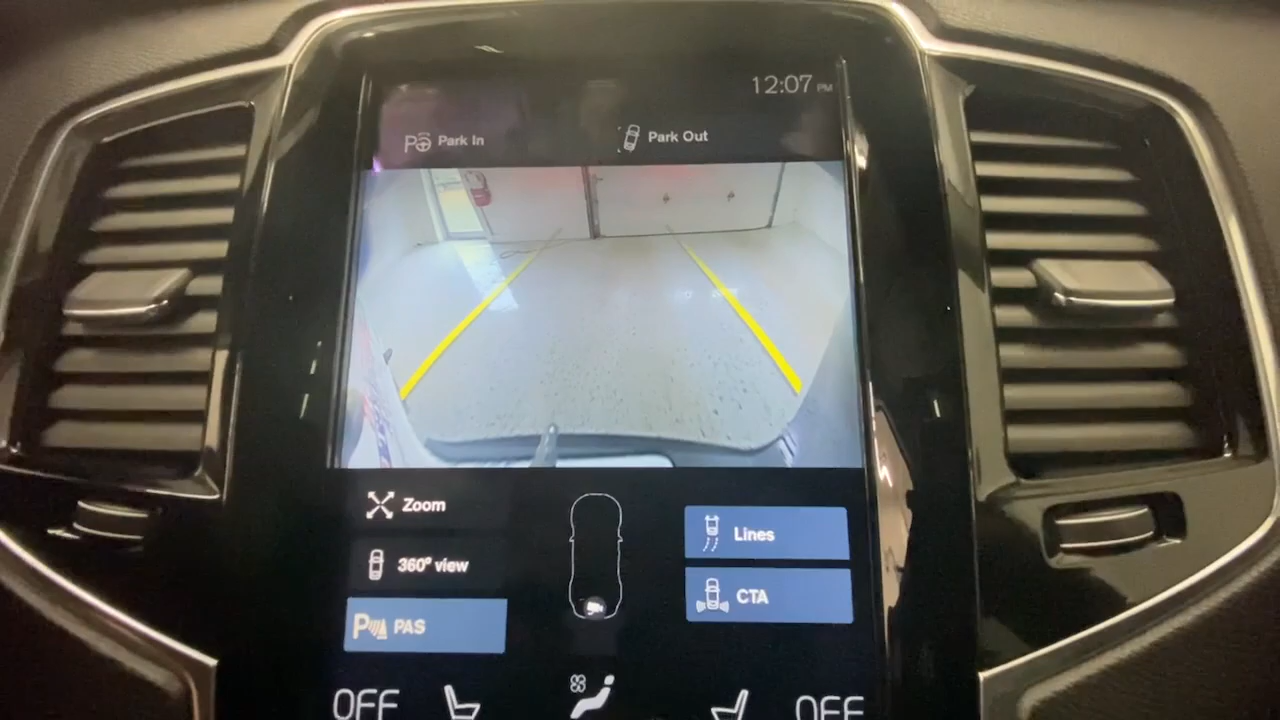 12:07 PM
Park In
Park Out
Zoom
Lines
360° view
CTA
PAS
OFF
OFF